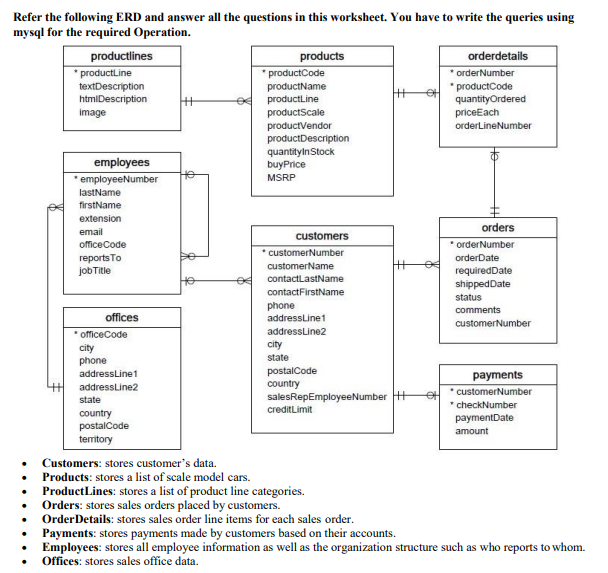 Refer the following ERD and answer all the questions in this worksheet. You have to write the queries using
mysql for the required Operation.
productlines
* productLine
textDescription
htmlDescription
image
products
* productCode
productName
productLine
productScale
productVendor
productDescription
quantityInStock
buyPrice
MSRP
orderdetails
* orderNumber
* productCode
quantityOrdered
priceEach
orderLineNumber
employees
* employeeNumber
lastName
firstName
extension
email
officeCode
reportsTo
jobTitle
customers
* customerNumber
customerName
contactLastName
contactFirstName
phone
addressLine1
addressLine2
city
state
postalCode
country
salesRepEmployeeNumber
creditLimit
orders
* orderNumber
orderDate
requiredDate
shippedDate
status
comments
customerNumber
offices
* officeCode
city
phone
addressLine1
addressLine2
state
country
postalCode
territory
payments
* customerNumber
* checkNumber
paymentDate
amount
• Customers: stores customer's data.
• Products: stores a list of scale model cars.
• ProductLines: stores a list of product line categories.
• Orders: stores sales orders placed by customers.
• OrderDetails: stores sales order line items for each sales order.
• Payments: stores payments made by customers based on their accounts.
• Employees: stores all employee information as well as the organization structure such as who reports to whom.
• Offices: stores sales office data.